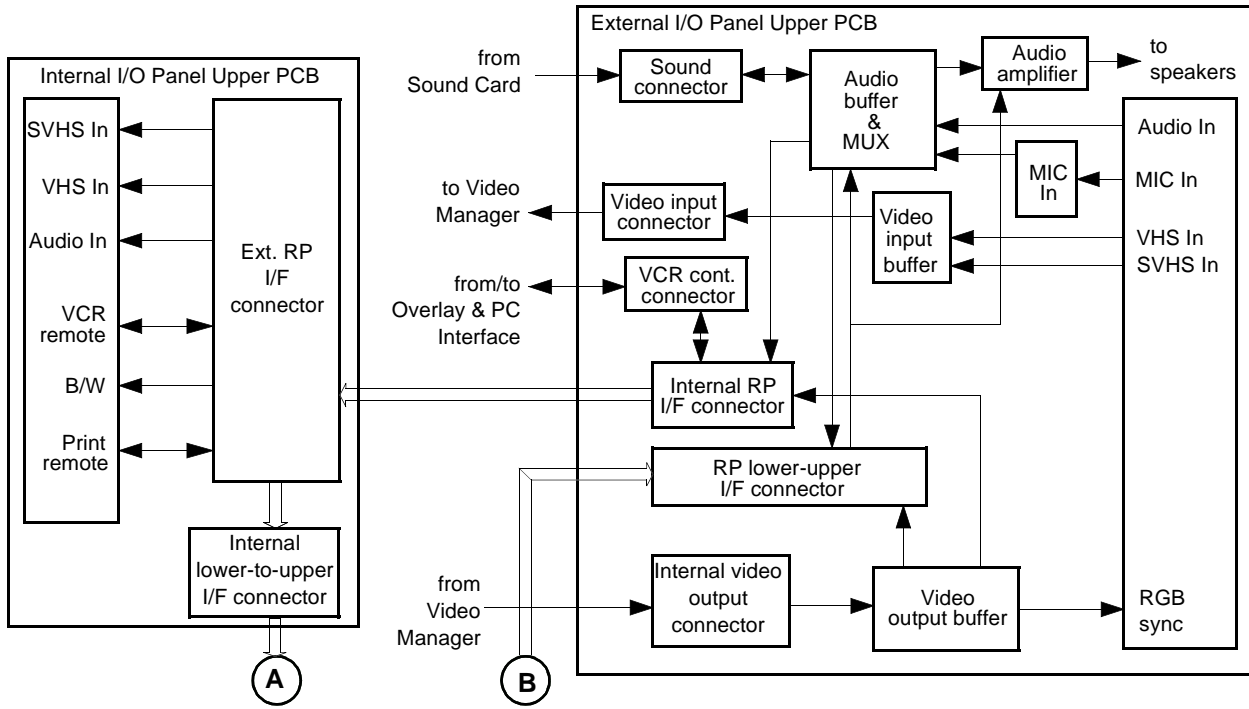 Internal I/O Panel Upper PCB
SVHS In
VHS In
Audio In
VCR
remote
B/W
Print
remote
Ext. RP
I/F
connector
Internal
lower-to-upper
I/F connector
A
External I/O Panel Upper PCB
from
Sound Card
Sound
connector
Audio
buffer
&
MUX
Audio
amplifier
to
speakers
Audio In
MIC
In
MIC In
to Video
Manager
Video input
connector
Video
input
buffer
VHS In
SVHS In
from/to
Overlay & PC
Interface
VCR cont.
connector
Internal RP
I/F connector
RP lower-upper
I/F connector
from
Video
Manager
Internal video
output
connector
Video
output buffer
RGB
sync
B